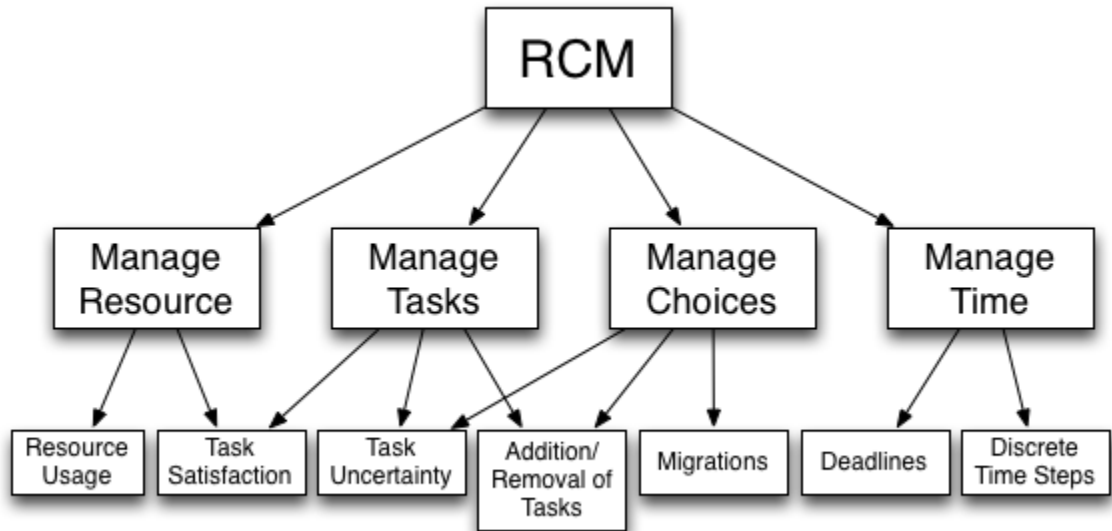 RCM
Manage
Resource
Manage
Tasks
Manage
Choices
Manage
Time
Resource
Usage
Task
Satisfaction
Task
Uncertainty
Addition/
Removal of
Tasks
Migrations
Deadlines
Discrete
Time Steps